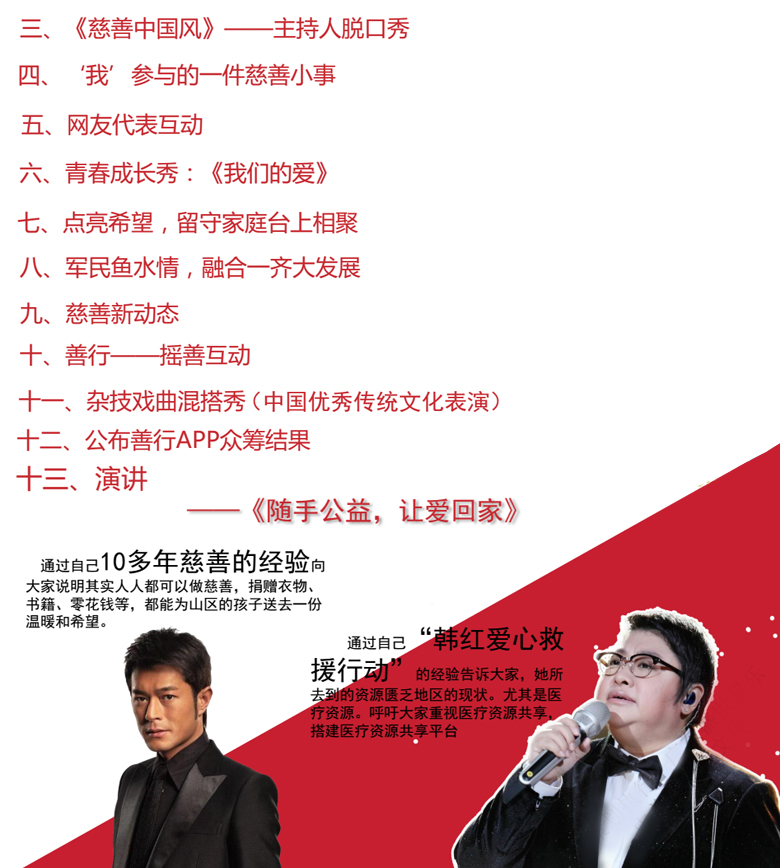 三、《慈善中国风》——主持人脱口秀
四、‘我’参与的一件慈善小事
五、网友代表互动
六、青春成长秀：《我们的爱》
七、点亮希望，留守家庭台上相聚
八、军民鱼水情，融合一齐大发展
九、慈善新动态
十、善行——摇善互动
十一、杂技戏曲混搭秀（中国优秀传统文化表演）
十二、公布善行APP众筹结果
十三、演讲
——《随手公益，让爱回家》
通过自己10多年慈善的经验向
大家说明其实人人都可以做慈善，捐赠衣物、
书籍、零花钱等，都能为山区的孩子送去一份
温暖和希望。
通过自己“韩红爱心救
援行动”的经验告诉大家，她所
去到的资源匮乏地区的现状。尤其是医
疗资源。呼吁大家重视医疗资源共享，
搭建医疗资源共享平台